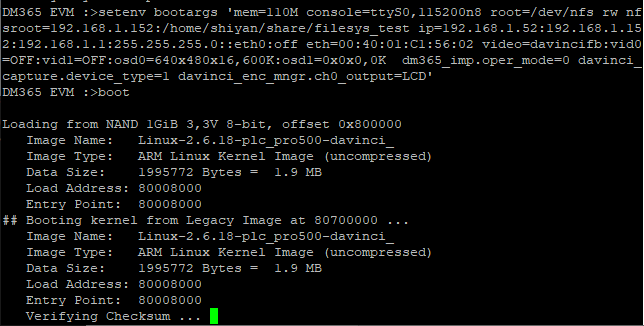 DM365 EVM :>setenv bootargs 'mem=110M console=ttyS0,115200n8 root=/dev/nfs rw nf
sroot=192.168.1.152:/home/shiyan/share/filesys_test ip=192.168.1.52:192.168.1.15
2:192.168.1.1:255.255.255.0::eth0:off eth=00:40:01:C1:56:02 video=davincifb:vid0
=OFF:vid1=OFF:osd0=640x480x16,600K:osd1=0x0x0,0K  dm365_imp.oper_mode=0 davinci_
capture.device_type=1 davinci_enc_mngr.ch0_output=LCD'
DM365 EVM :>boot
Loading from NAND 1GiB 3,3V 8-bit, offset 0x800000
   Image Name:   Linux-2.6.18-plc_pro500-davinci_
   Image Type:   ARM Linux Kernel Image (uncompressed)
   Data Size:    1995772 Bytes =  1.9 MB
   Load Address: 80008000
   Entry Point:  80008000
## Booting kernel from Legacy Image at 80700000 ...
   Image Name:   Linux-2.6.18-plc_pro500-davinci_
   Image Type:   ARM Linux Kernel Image (uncompressed)
   Data Size:    1995772 Bytes =  1.9 MB
   Load Address: 80008000
   Entry Point:  80008000
   Verifying Checksum ...